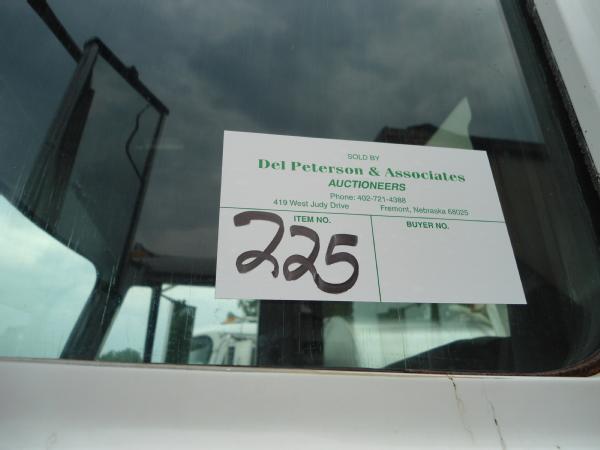 SOLD BY
Del Peterson & Associates
AUCTIONEERS
Phone: 402-721-4388
419 West Judy Drive Fremont, Nebraska 68025
ITEM NO. BUYER NO.
225